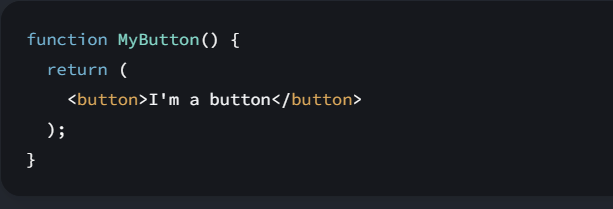 function MyButton() {
  return (
    <button>I'm a button</button>
  );
}